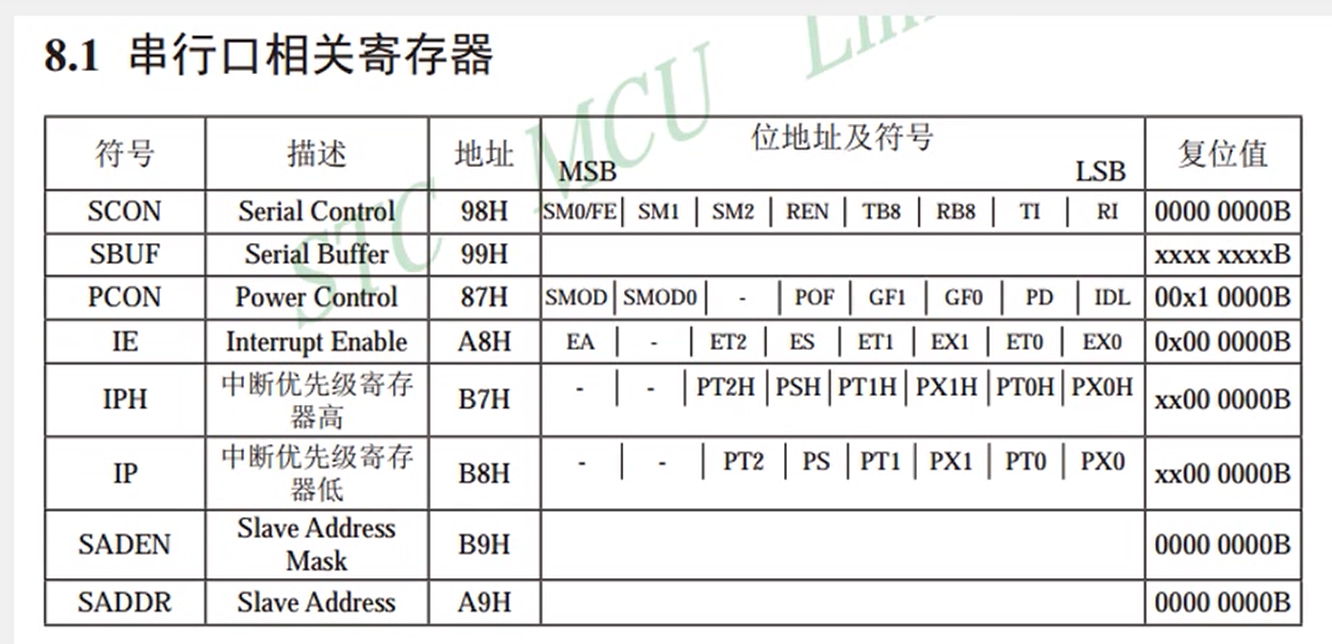 8.1 串行口相关寄存器
STC MCU
符号 描述 地址 位地址及符号 复位值
MSB LSB
SCON Serial Control 98H SM0/FE SM1 SM2 REN TB8 RB8 TI RI 0000 0000B
SBUF Serial Buffer 99H xxxx xxxxB
PCON Power Control 87H SMOD SMOD0 - POF GF1 GF0 PD IDL 00x1 0000B
IE Interrupt Enable A8H EA - ET2 ES ET1 EX1 ET0 EX0 0x00 0000B
IPH 中断优先级寄存器高 B7H - - PT2H PSH PT1H PX1H PT0H PX0H xx00 0000B
IP 中断优先级寄存器低 B8H - - PT2 PS PT1 PX1 PT0 PX0 xx00 0000B
SADEN Slave Address Mask B9H 0000 0000B
SADDR Slave Address A9H 0000 0000B